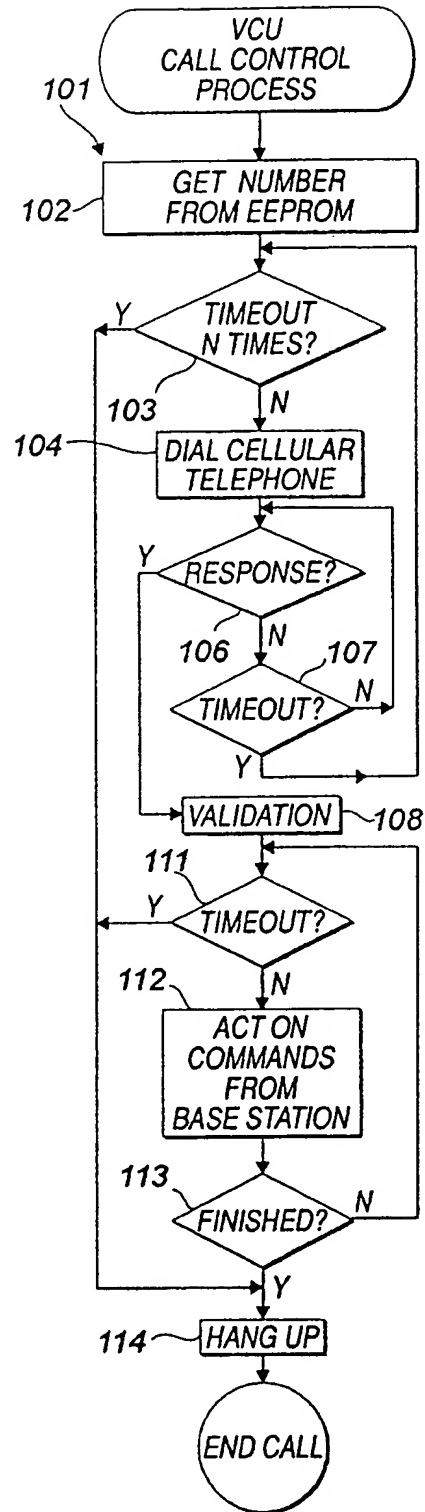 VCU
CALL CONTROL
PROCESS
101
102
GET NUMBER
FROM EEPROM
Y
TIMEOUT
N TIMES?
103
N
104
DIAL CELLULAR
TELEPHONE
Y
RESPONSE?
106
N
107
TIMEOUT?
N
Y
VALIDATION
108
111
Y
TIMEOUT?
N
112
ACT ON
COMMANDS
FROM
BASE STATION
113
FINISHED?
N
Y
114
HANG UP
END CALL